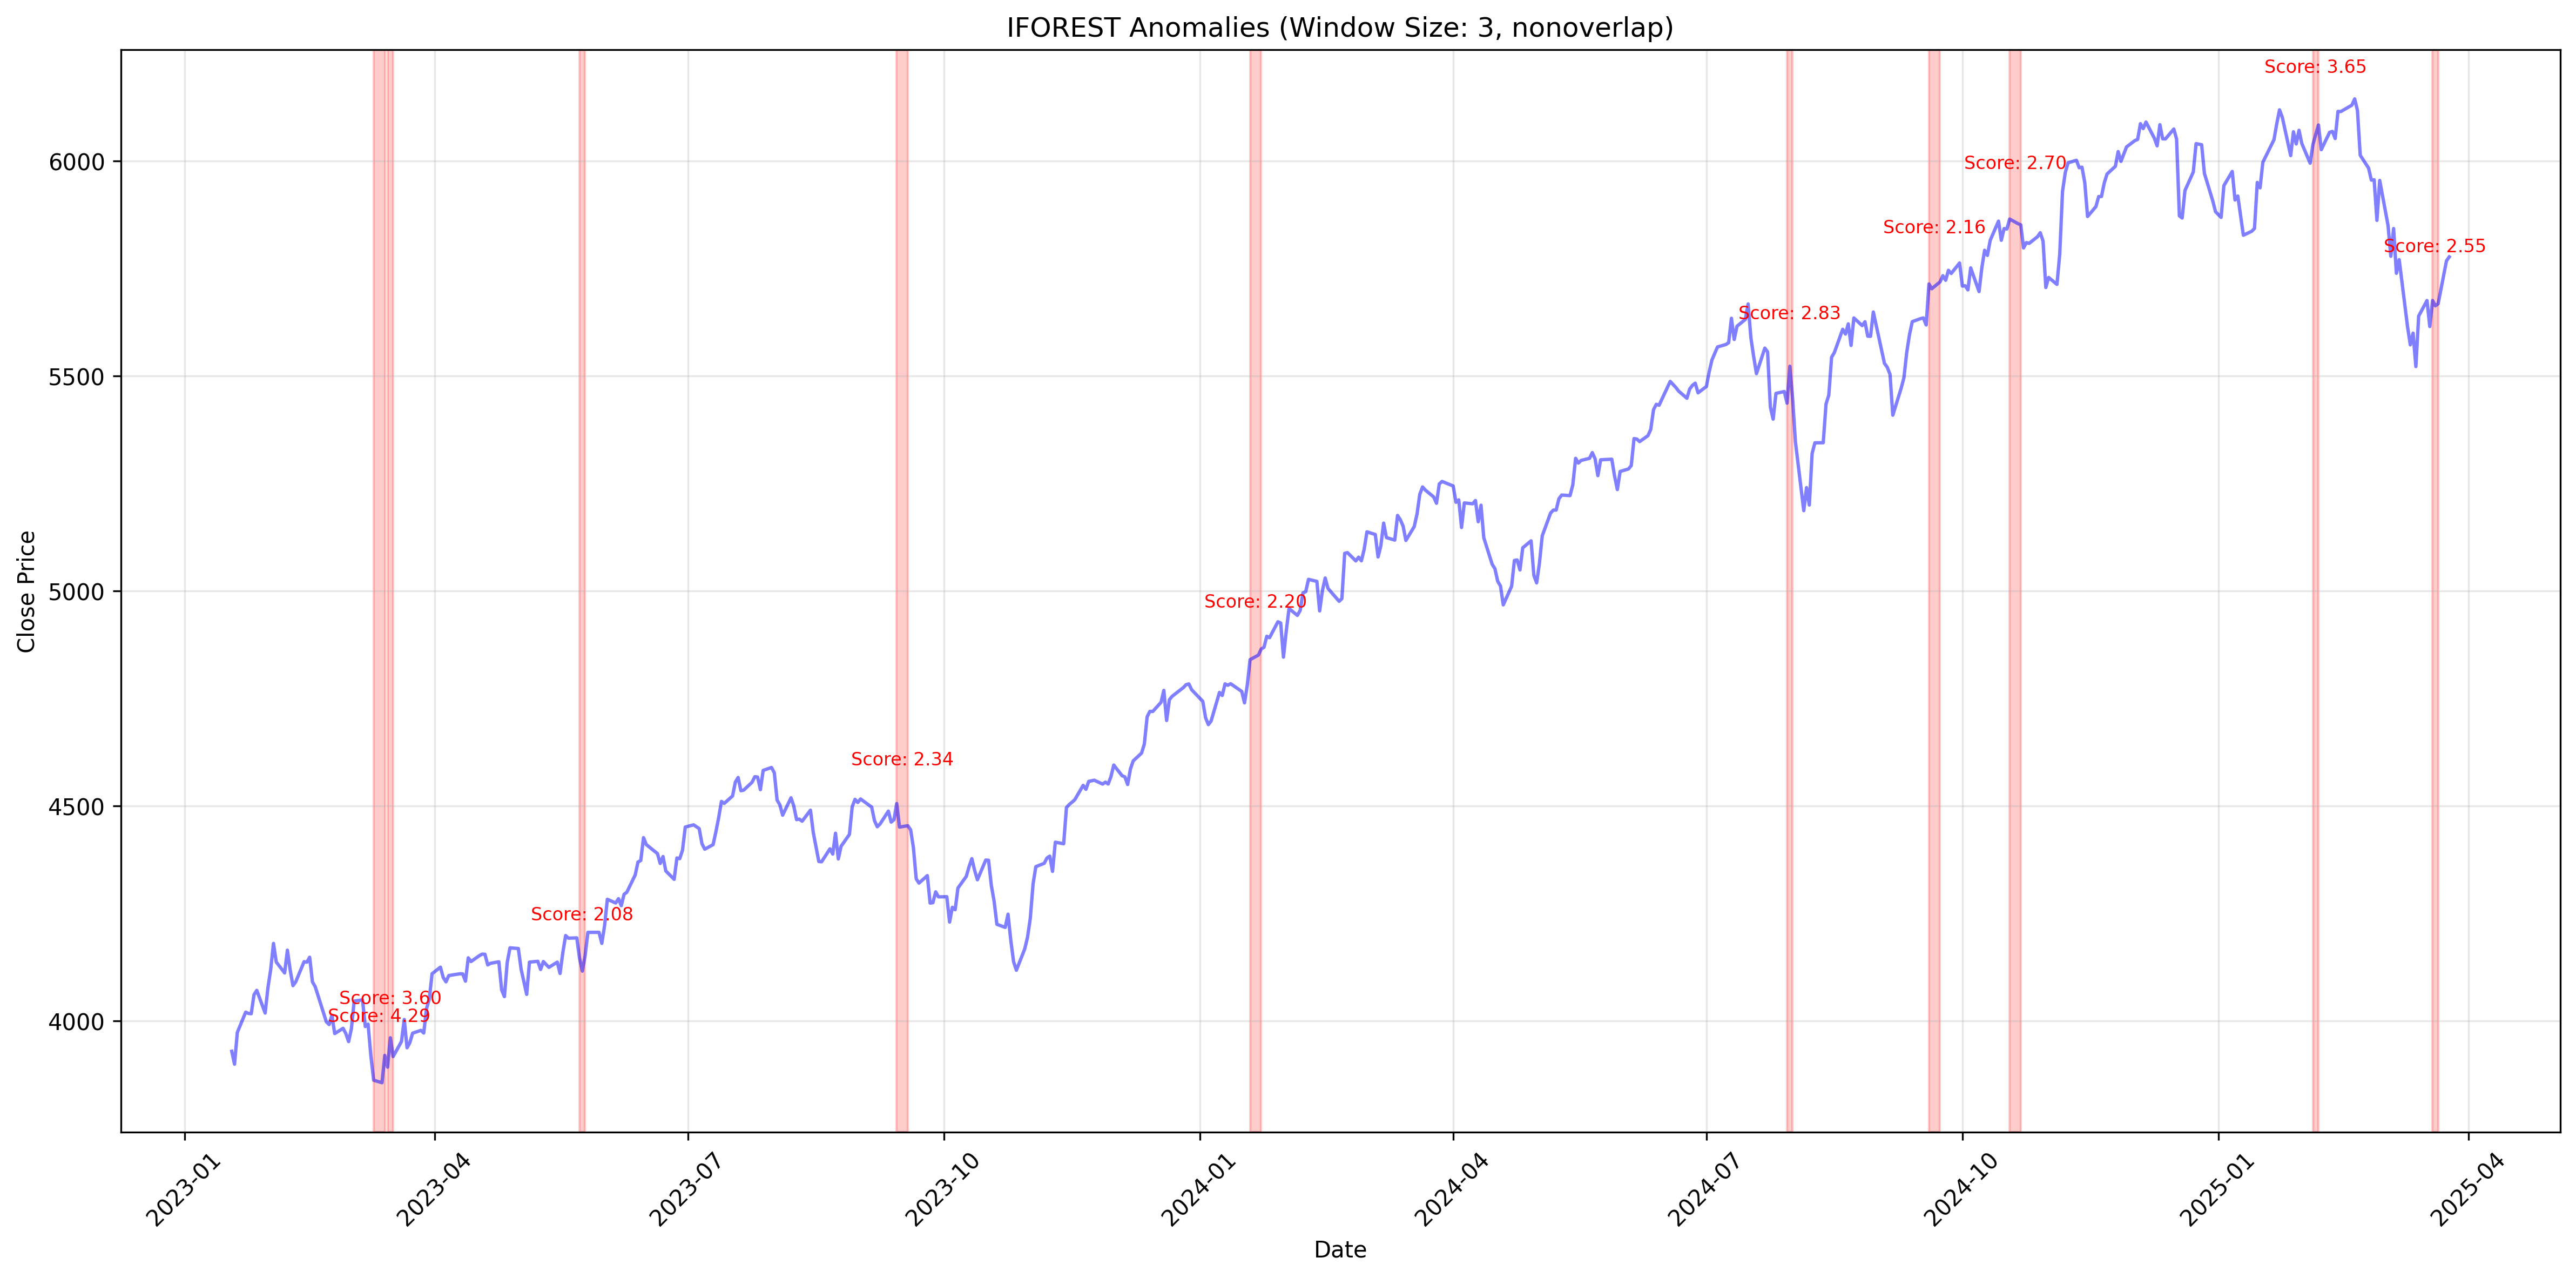 IFOREST Anomalies (Window Size: 3, nonoverlap)
Close Price
6000
5500
5000
4500
4000
Score: 3.65
Score: 2.70
Score: 2.16
Score: 2.55
Score: 2.83
Score: 2.20
Score: 2.34
Score: 2.08
Score: 3.60
Score: 4.29
2023-01
2023-04
2023-07
2023-10
2024-01
2024-04
2024-07
2024-10
2025-01
2025-04
Date